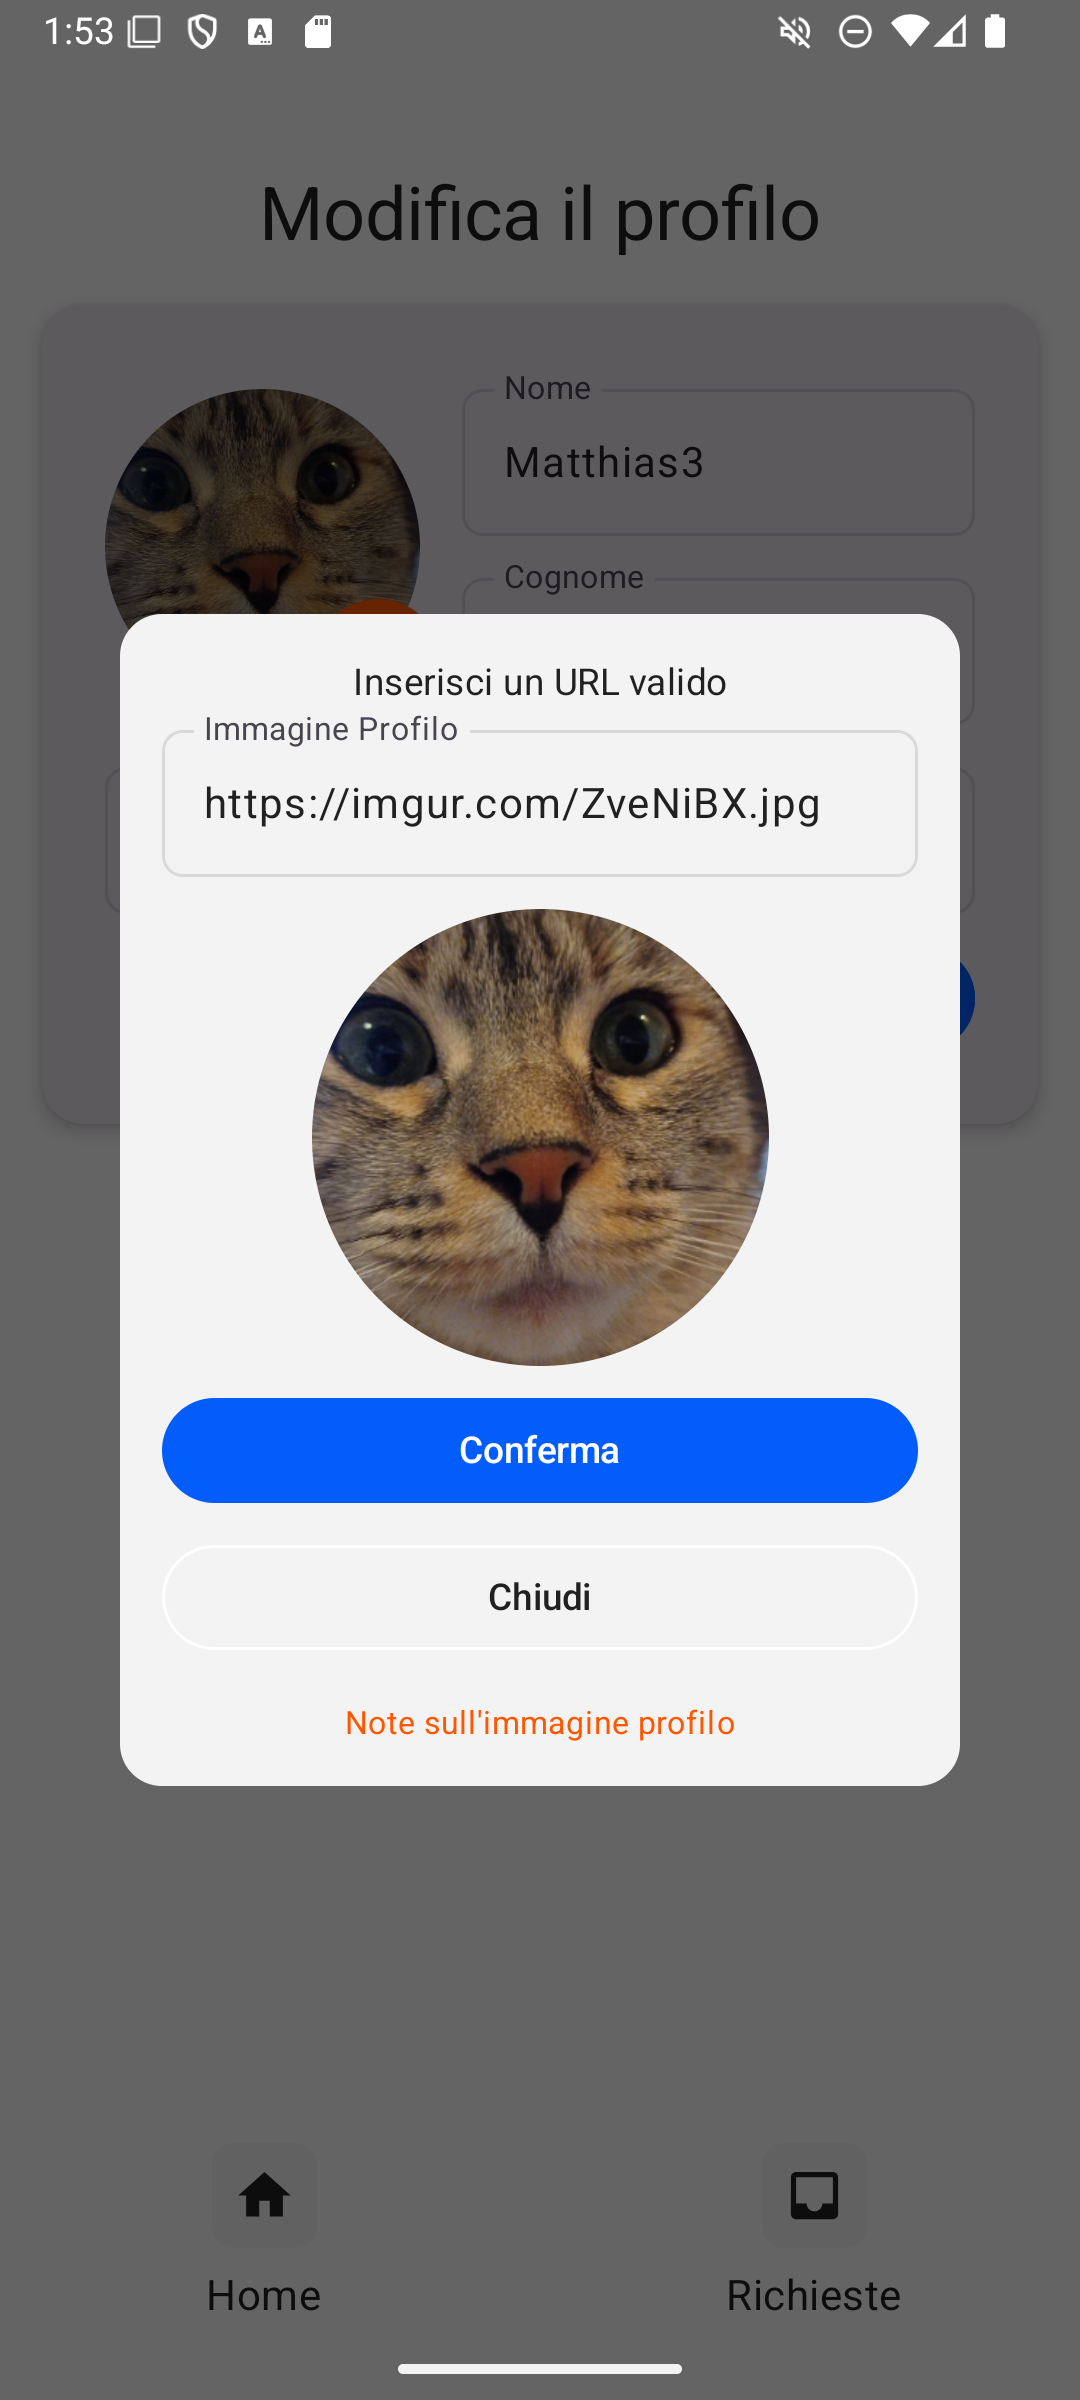 1:53
Modifica il profilo
Nome
Matthias3
Cognome
Inserisci un URL valido
Immagine Profilo
https://imgur.com/ZveNiBX.jpg
Conferma
Chiudi
Note sull'immagine profilo
Home
Richieste